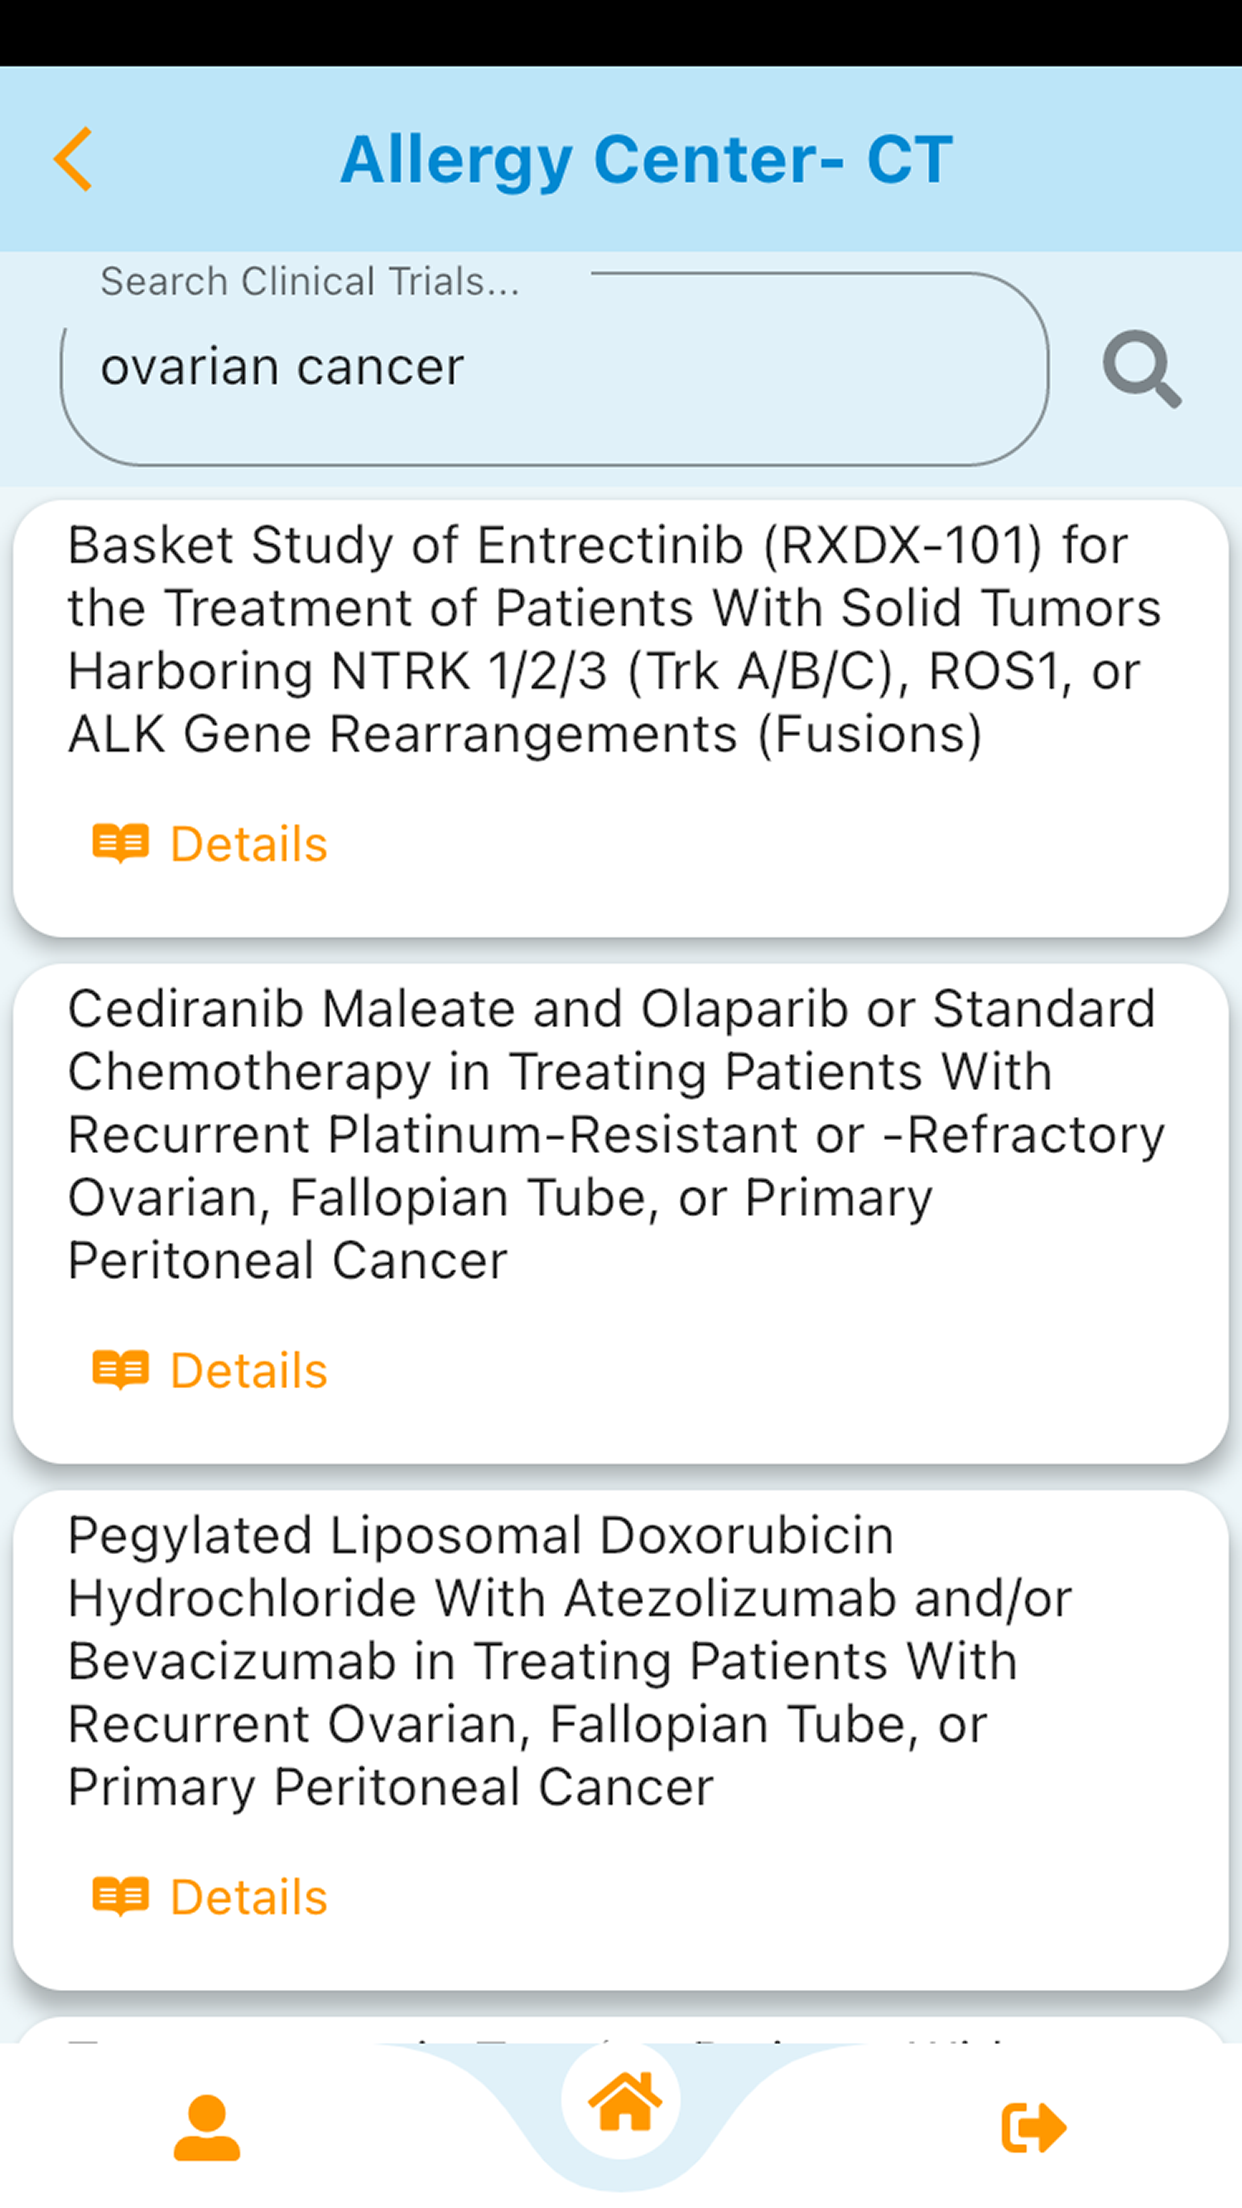 Allergy Center- CT
Search Clinical Trials...
ovarian cancer
Basket Study of Entrectinib (RXDX-101) for
the Treatment of Patients With Solid Tumors
Harboring NTRK 1/2/3 (Trk A/B/C), ROS1, or
ALK Gene Rearrangements (Fusions)
Details
Cediranib Maleate and Olaparib or Standard
Chemotherapy in Treating Patients With
Recurrent Platinum-Resistant or -Refractory
Ovarian, Fallopian Tube, or Primary
Peritoneal Cancer
Details
Pegylated Liposomal Doxorubicin
Hydrochloride With Atezolizumab and/or
Bevacizumab in Treating Patients With
Recurrent Ovarian, Fallopian Tube, or
Primary Peritoneal Cancer
Details